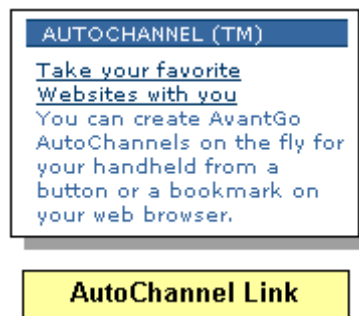 AUTOCHANNEL (TM)
Take your favorite
Websites with you
You can create AvantGo
AutoChannels on the fly for
your handheld from a
button or a bookmark on
your web browser.
AutoChannel Link